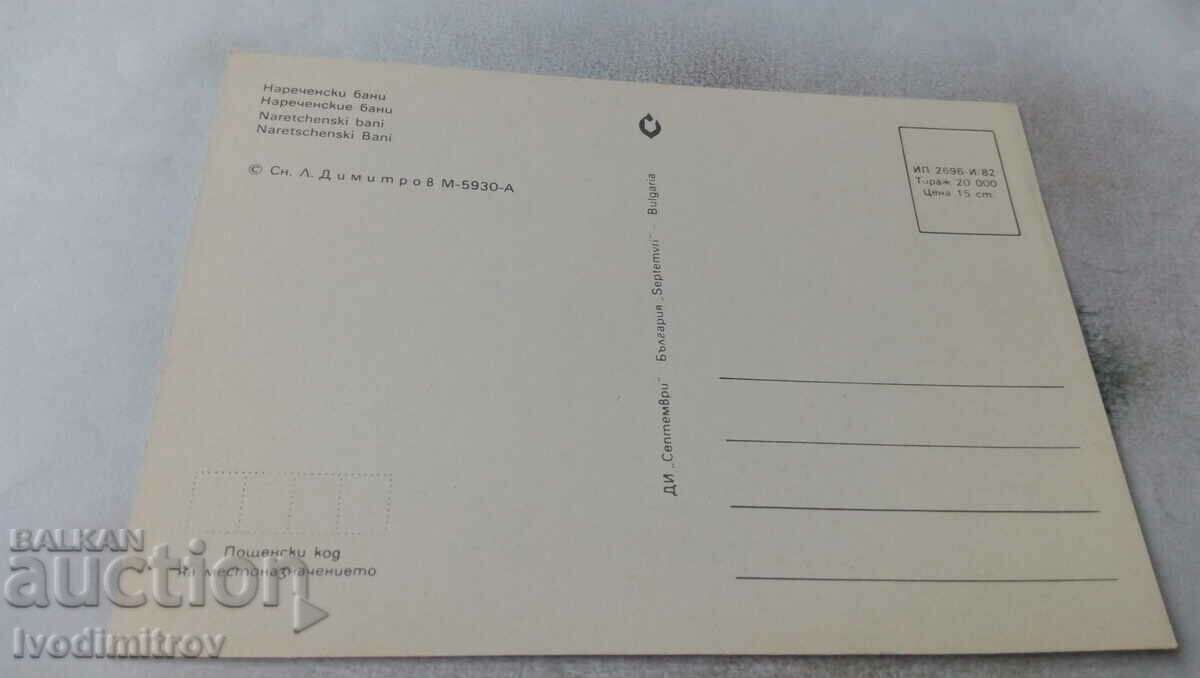 Нареченски бани
Нареченские бани
Naretchenski bani
Naretschenski Bani
© Сн. Л. Димитров М-5930-А
ДИ „Септември" - България „Septemvri" - Bulgaria
ИП 2696-И-82
Тираж 20 000
Цена 15 ст.
Пощенски код
на местоназначението
BALKAN
auction
Ivodimitrov